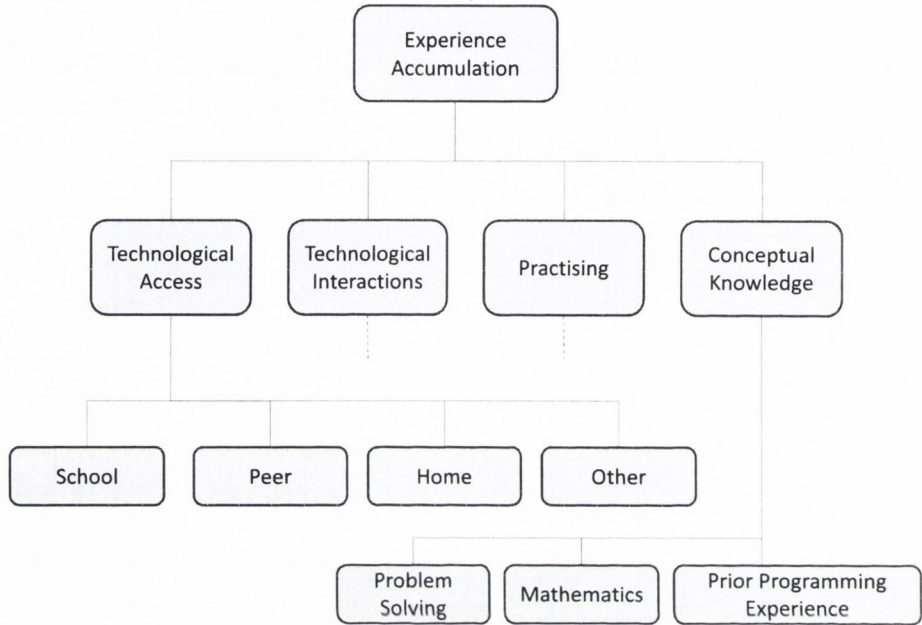 Experience
Accumulation
Technological
Access
Technological
Interactions
Practising
Conceptual
Knowledge
School
Peer
Home
Other
Problem
Solving
Mathematics
Prior Programming
Experience